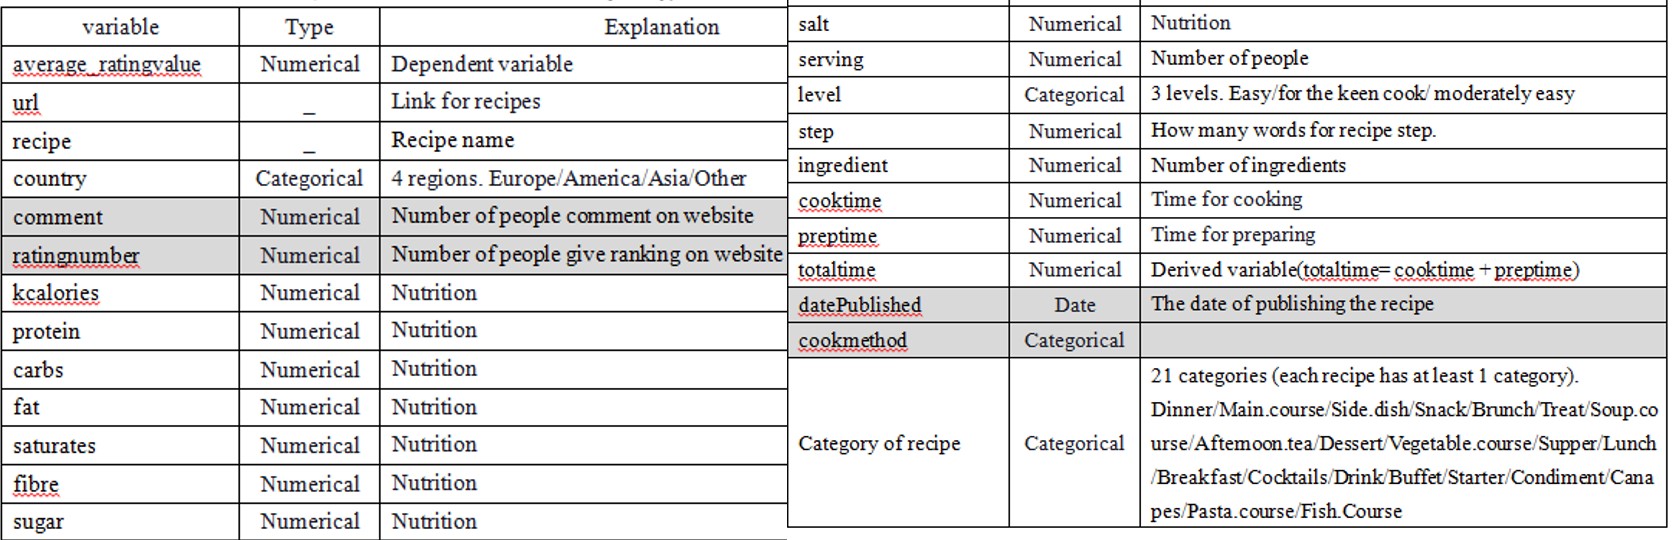 variable Type Explanation
average_ratingvalue Numerical Dependent variable
url _ Link for recipes
recipe _ Recipe name
country Categorical 4 regions. Europe/America/Asia/Other
comment Numerical Number of people comment on website
ratingnumber Numerical Number of people give ranking on website
kcalories Numerical Nutrition
protein Numerical Nutrition
carbs Numerical Nutrition
fat Numerical Nutrition
saturates Numerical Nutrition
fibre Numerical Nutrition
sugar Numerical Nutrition
salt Numerical Nutrition
serving Numerical Number of people
level Categorical 3 levels. Easy/for the keen cook/ moderately easy
step Numerical How many words for recipe step.
ingredient Numerical Number of ingredients
cooktime Numerical Time for cooking
preptime Numerical Time for preparing
totaltime Numerical Derived variable(totaltime= cooktime + preptime)
datePublished Date The date of publishing the recipe
cookmethod Categorical
21 categories (each recipe has at least 1 category).
Dinner/Main.course/Side.dish/Snack/Brunch/Treat/Soup.co
Category of recipe Categorical urse/Afternoon.tea/Dessert/Vegetable.course/Supper/Lunch
/Breakfast/Cocktails/Drink/Buffet/Starter/Condiment/Cana
pes/Pasta.course/Fish.Course